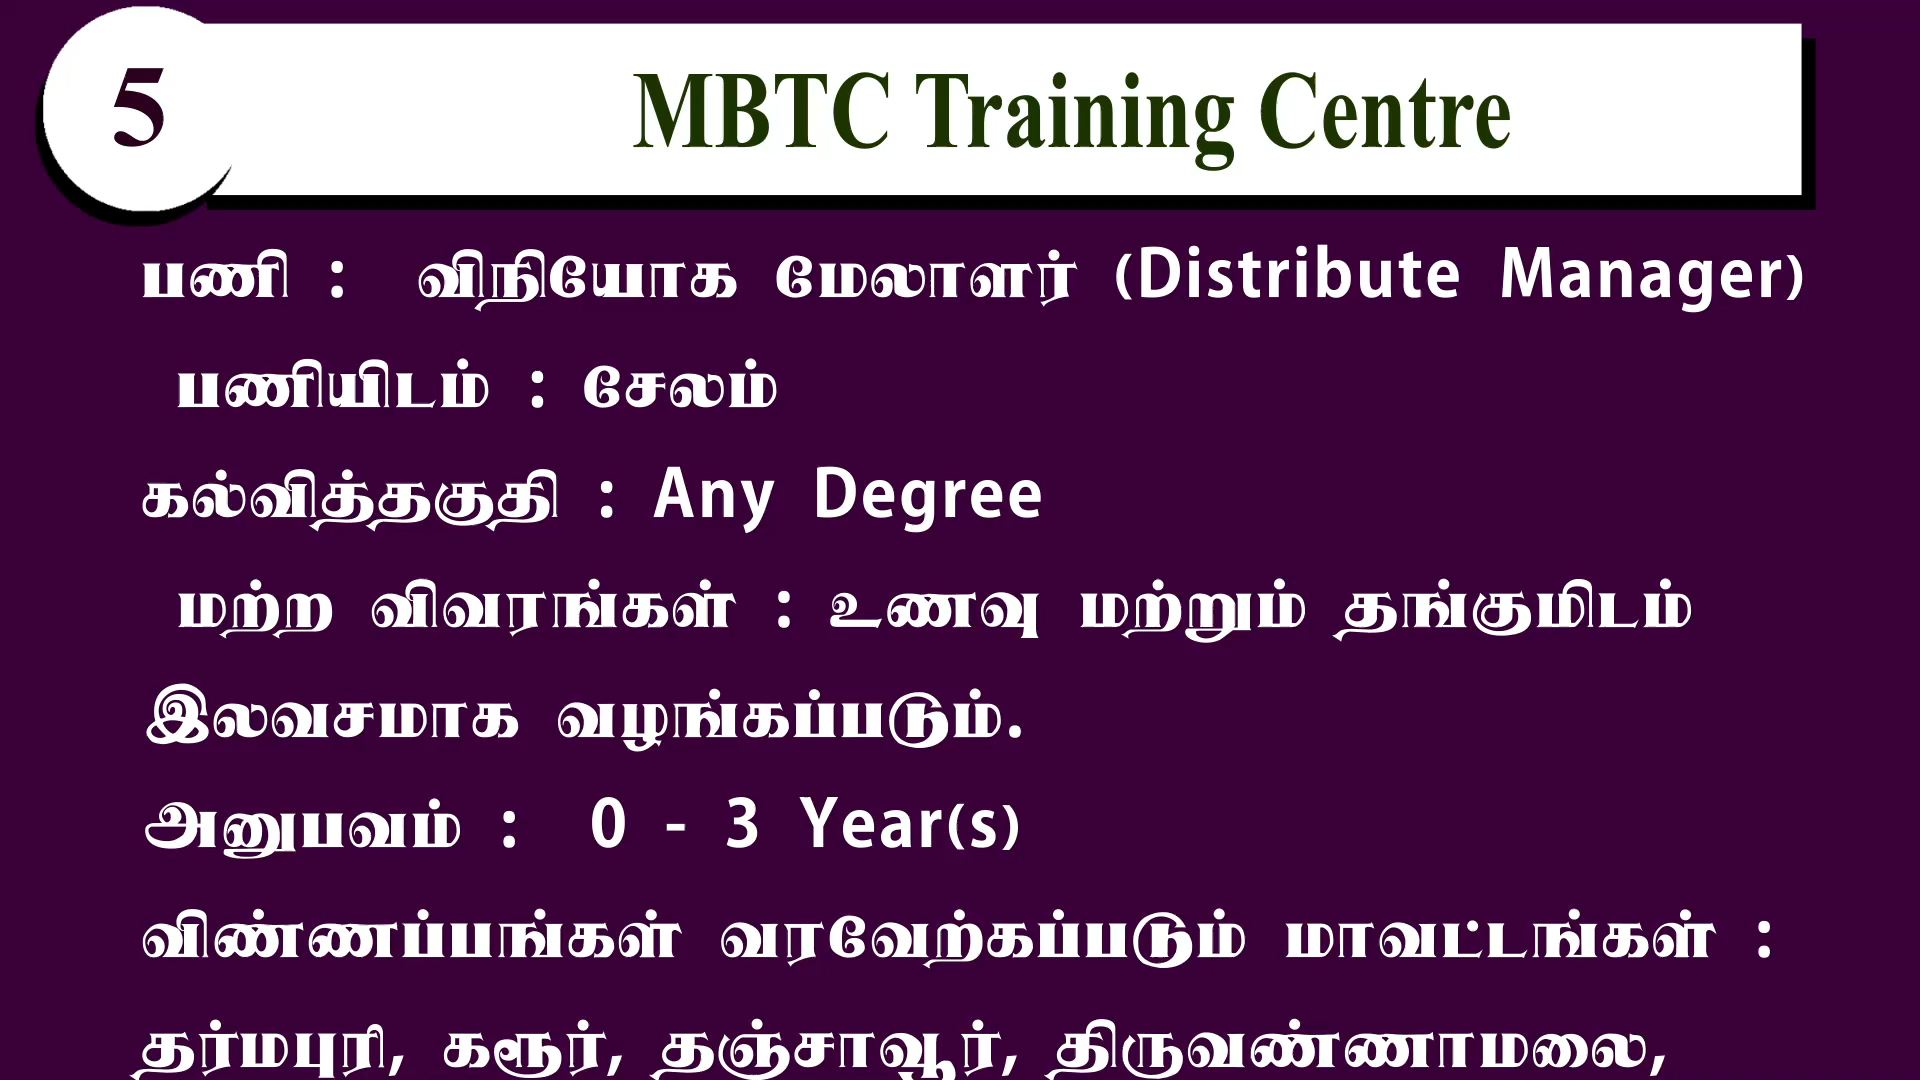 5
MBTC Training Centre
பணி : விநியோக மேலாளர் (Distribute Manager)
பணியிடம் : சேலம்
கல்வித்தகுதி : Any Degree
மற்ற விவரங்கள் : உணவு மற்றும் தங்குமிடம்
இலவசமாக வழங்கப்படும்.
அனுபவம் : 0 - 3 Year(s)
விண்ணப்பங்கள் வரவேற்கப்படும் மாவட்டங்கள் :
தர்மபுரி, கரூர், தஞ்சாவூர், திருவண்ணாமலை,